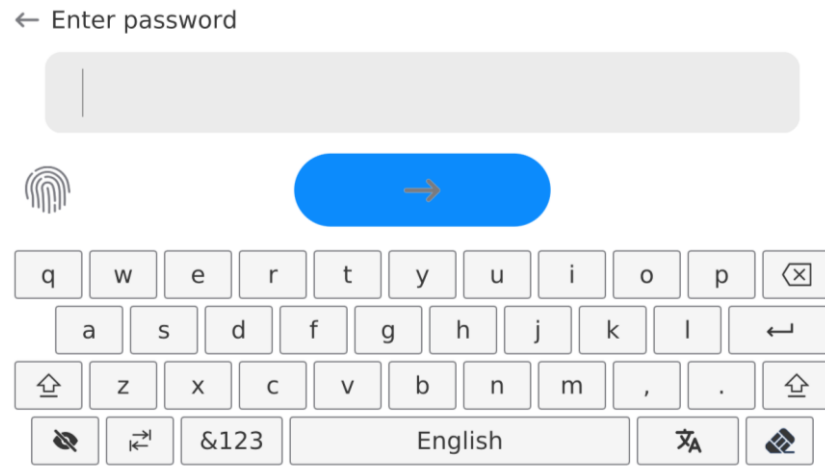 Enter password
q w e r t y u i o p
a s d f g h j k l
z x c v b n m , .
&123 English